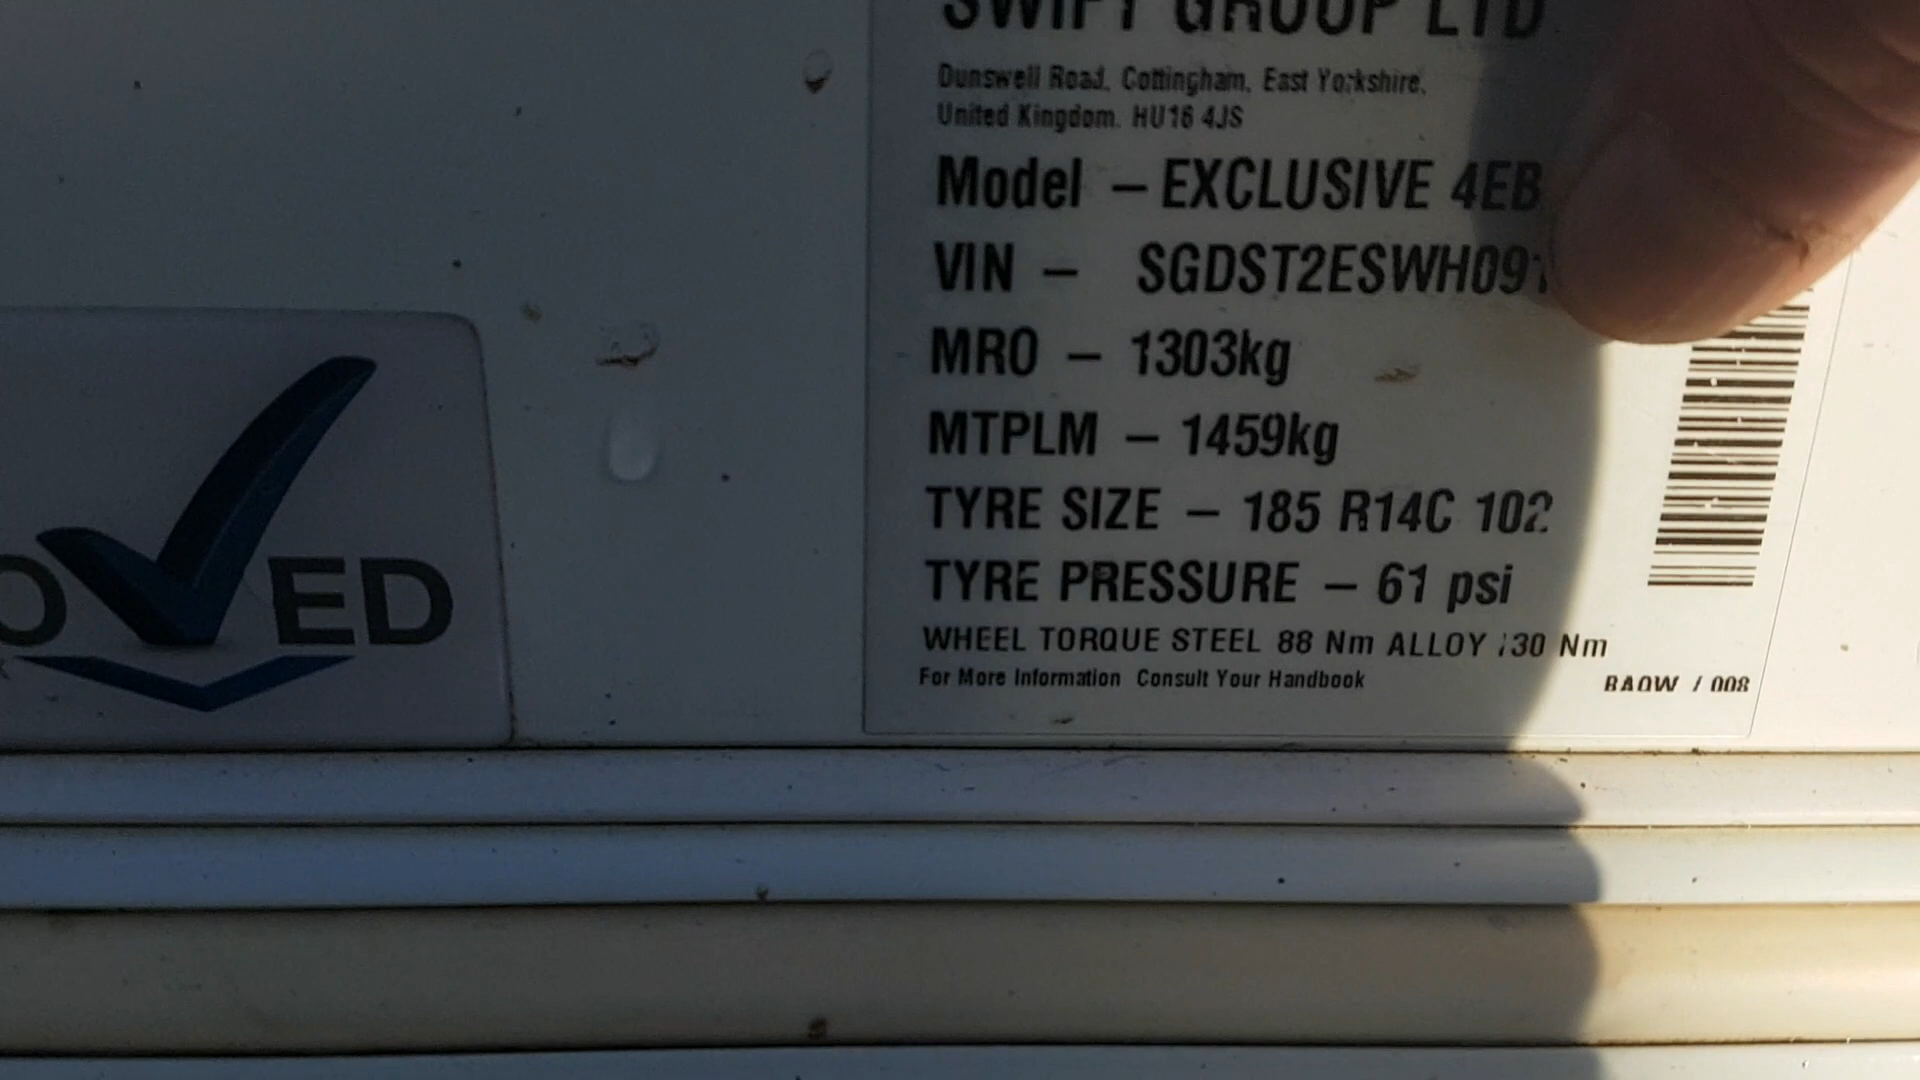 SWIFT GROUP LTD
Dunswell Road, Cottingham, East Yorkshire,
United Kingdom. HU16 4JS
Model – EXCLUSIVE 4EB
VIN – SGDST2ESWH09
MRO – 1303kg
MTPLM – 1459kg
TYRE SIZE – 185 R14C 102
TYRE PRESSURE – 61 psi
WHEEL TORQUE STEEL 88 Nm ALLOY 130 Nm
For More Information Consult Your Handbook
/ 008
OVED